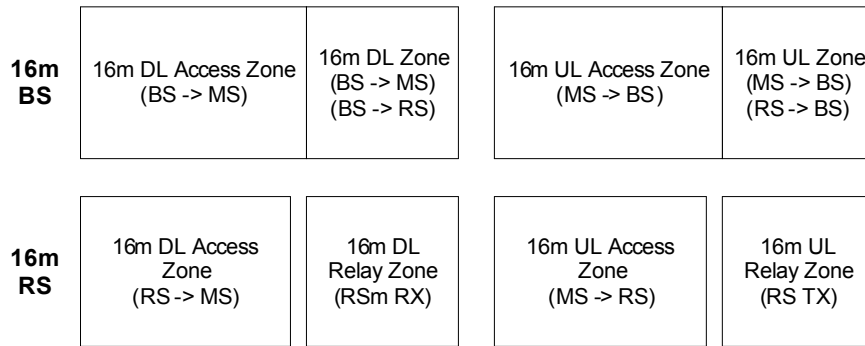 16m
BS
16m DL Access Zone
(BS -> MS)
16m DL Zone
(BS -> MS)
(BS -> RS)
16m UL Access Zone
(MS -> BS)
16m UL Zone
(MS -> BS)
(RS -> BS)
16m
RS
16m DL Access
Zone
(RS -> MS)
16m DL
Relay Zone
(RSm RX)
16m UL Access
Zone
(MS -> RS)
16m UL
Relay Zone
(RS TX)